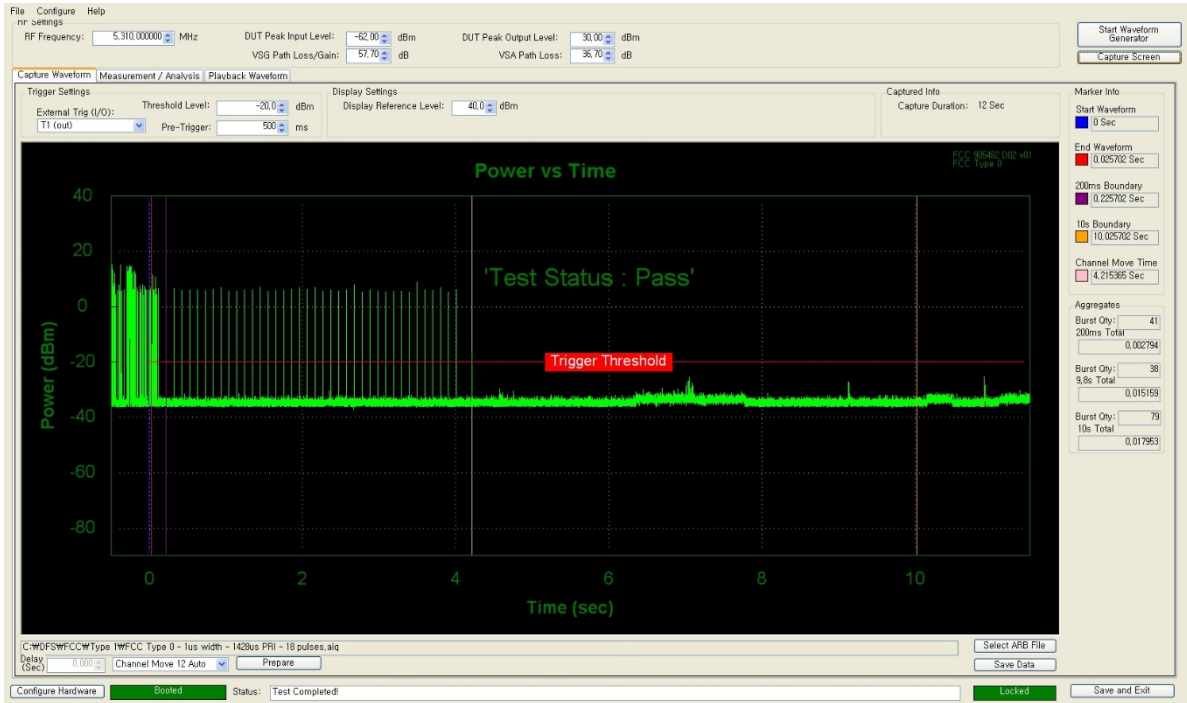 File Configure Help
RF Settings
RF Frequency: 5,310,000000 MHz
DUT Peak Input Level: -62,00 dBm
DUT Peak Output Level: 30,00 dBm
VSG Path Loss/Gain: 57,70 dB
VSA Path Loss: 36,70 dB
Start Waveform
Generator
Capture Screen
Capture Waveform Measurement / Analysis Playback Waveform
Trigger Settings
External Trig (I/O):
T1 (out)
Threshold Level: -20,0 dBm
Pre-Trigger: 500 ms
Display Settings
Display Reference Level: 40,0 dBm
Captured Info
Capture Duration: 12 Sec
Marker Info
Start Waveform
0 Sec
End Waveform
0,025702 Sec
200ms Boundary
0,225702 Sec
10s Boundary
10,025702 Sec
Channel Move Time
4,215365 Sec
Aggregates
Burst Qty: 41
200ms Total
0,002794
Burst Qty: 38
9,8s Total
0,015159
Burst Qty: 79
10s Total
0,017953
FCC 905462 D02 v01
FCC Type 0
Power vs Time
'Test Status : Pass'
Trigger Threshold
Power (dBm)
40
20
0
-20
-40
-60
-80
0 2 4 6 8 10
Time (sec)
C:₩DFS₩FCC₩Type 1₩FCC Type 0 - 1us width - 1428us PRI - 18 pulses.aiq
Select ARB File
Delay
(Sec) 0.000 Channel Move 12 Auto Prepare
Save Data
Configure Hardware Booted Status: Test Completed! Locked Save and Exit